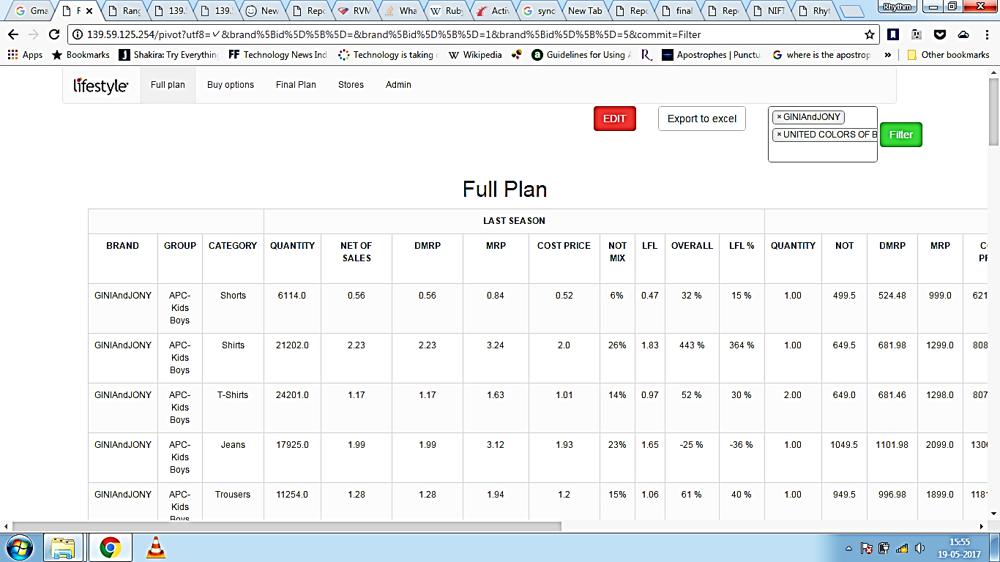 Gma
R
Rang
139.
139.
New
Repo
RVM
Wha
Ruby
Activ
sync
New Tab
Repo
final
Repo
NIFT
Rhyt
Rhythm
139.59.125.254/pivot?utf8=✓&brand%5Bid%5D%5B%5D=&brand%5Bid%5D%5B%5D=1&brand%5Bid%5D%5B%5D=5&commit=Filter
Apps Bookmarks Shakira: Try Everything Technology News Ind Technology is taking Wikipedia Guidelines for Using A Apostrophes | Punctu where is the apostrop » Other bookmarks
lifestyle Full plan Buy options Final Plan Stores Admin
EDIT Export to excel × GINIAndJONY
× UNITED COLORS OF B Filter
Full Plan
LAST SEASON
BRAND GROUP CATEGORY QUANTITY NET OF SALES DMRP MRP COST PRICE NOT MIX LFL OVERALL LFL % QUANTITY NOT DMRP MRP
GINIAndJONY APC-Kids Boys Shorts 6114.0 0.56 0.56 0.84 0.52 6% 0.47 32 % 15 % 1.00 499.5 524.48 999.0 621
GINIAndJONY APC-Kids Boys Shirts 21202.0 2.23 2.23 3.24 2.0 26% 1.83 443 % 364 % 1.00 649.5 681.98 1299.0 808
GINIAndJONY APC-Kids Boys T-Shirts 24201.0 1.17 1.17 1.63 1.01 14% 0.97 52 % 30 % 2.00 649.0 681.46 1298.0 807
GINIAndJONY APC-Kids Boys Jeans 17925.0 1.99 1.99 3.12 1.93 23% 1.65 -25 % -36 % 1.00 1049.5 1101.98 2099.0 130
GINIAndJONY APC-Kids Boys Trousers 11254.0 1.28 1.28 1.94 1.2 15% 1.06 61 % 40 % 1.00 949.5 996.98 1899.0 118
15:55
19-05-2017